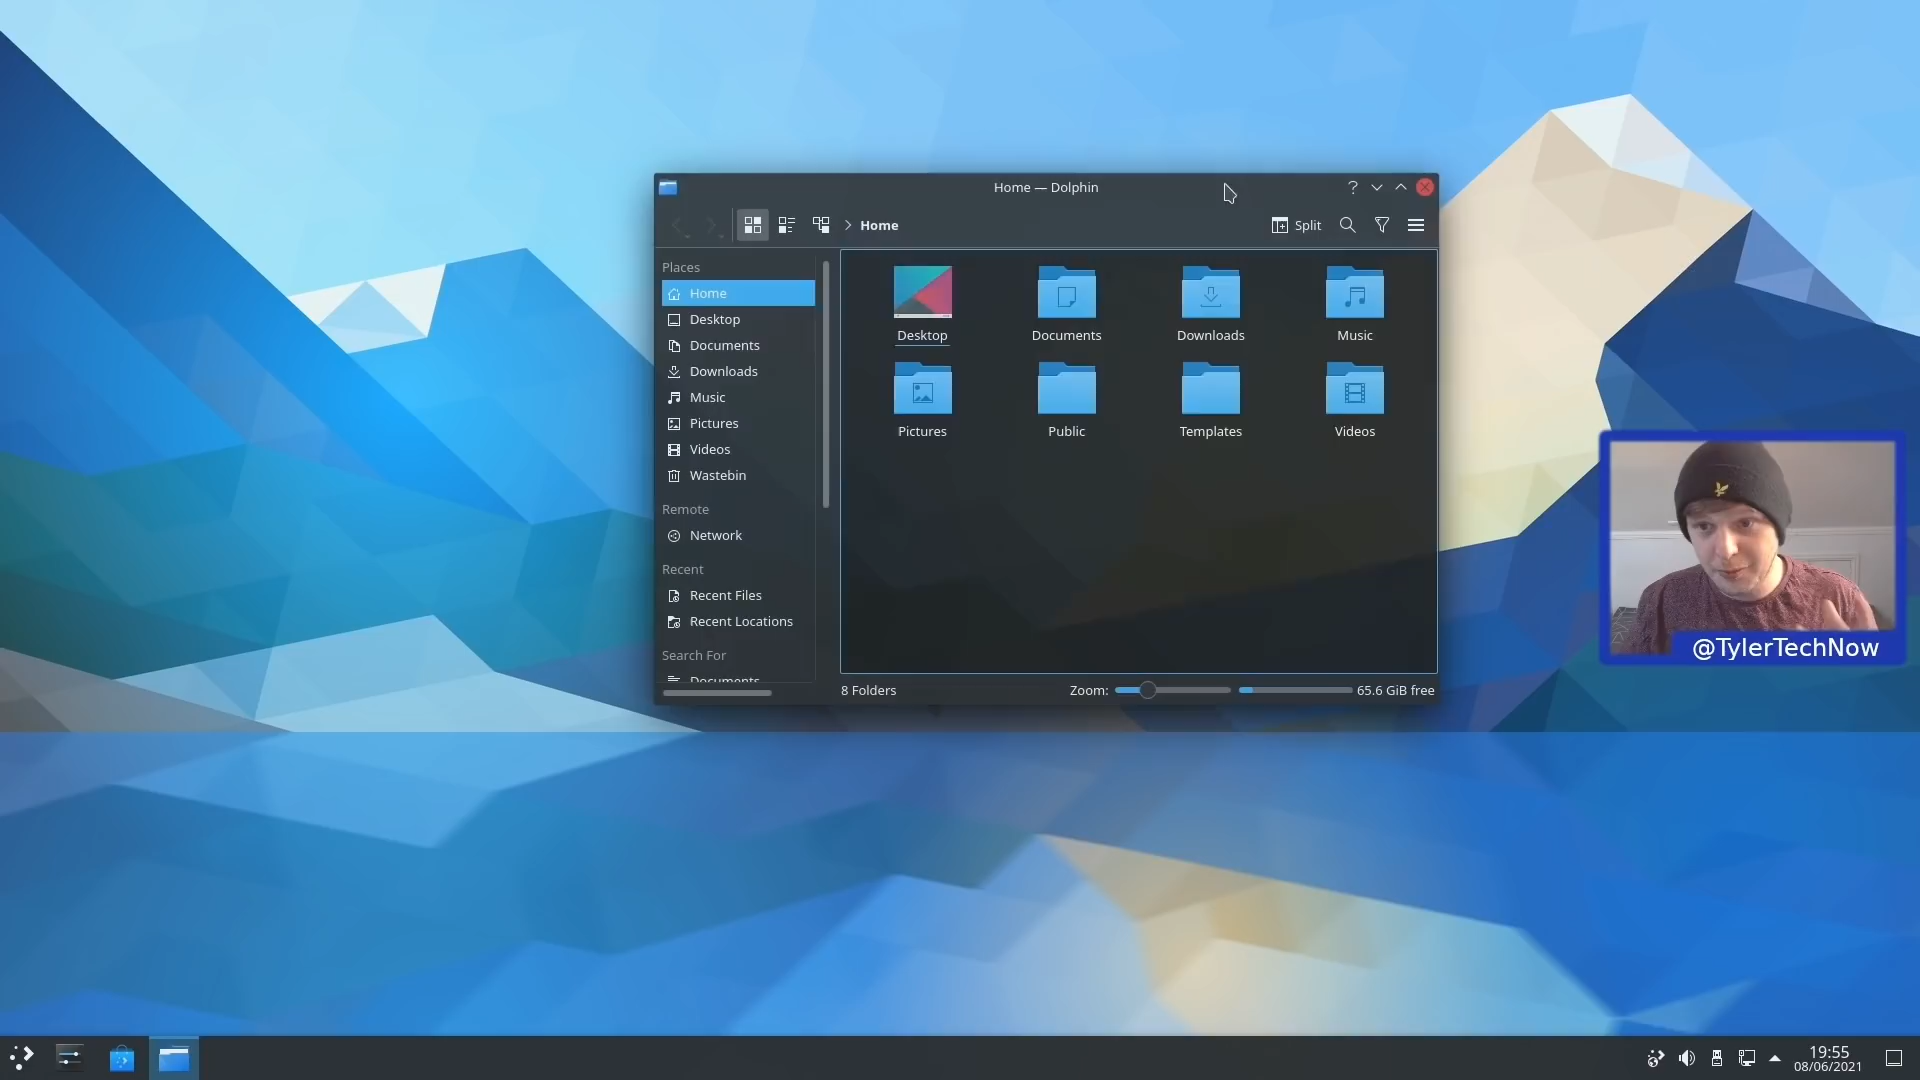 Home — Dolphin
Home
Split
Places
Home
Desktop
Documents
Downloads
Music
Pictures
Videos
Wastebin
Remote
Network
Recent
Recent Files
Recent Locations
Search For
Documents
Desktop
Documents
Downloads
Music
Pictures
Public
Templates
Videos
8 Folders
Zoom:
65.6 GiB free
@TylerTechNow
19:55
08/06/2021